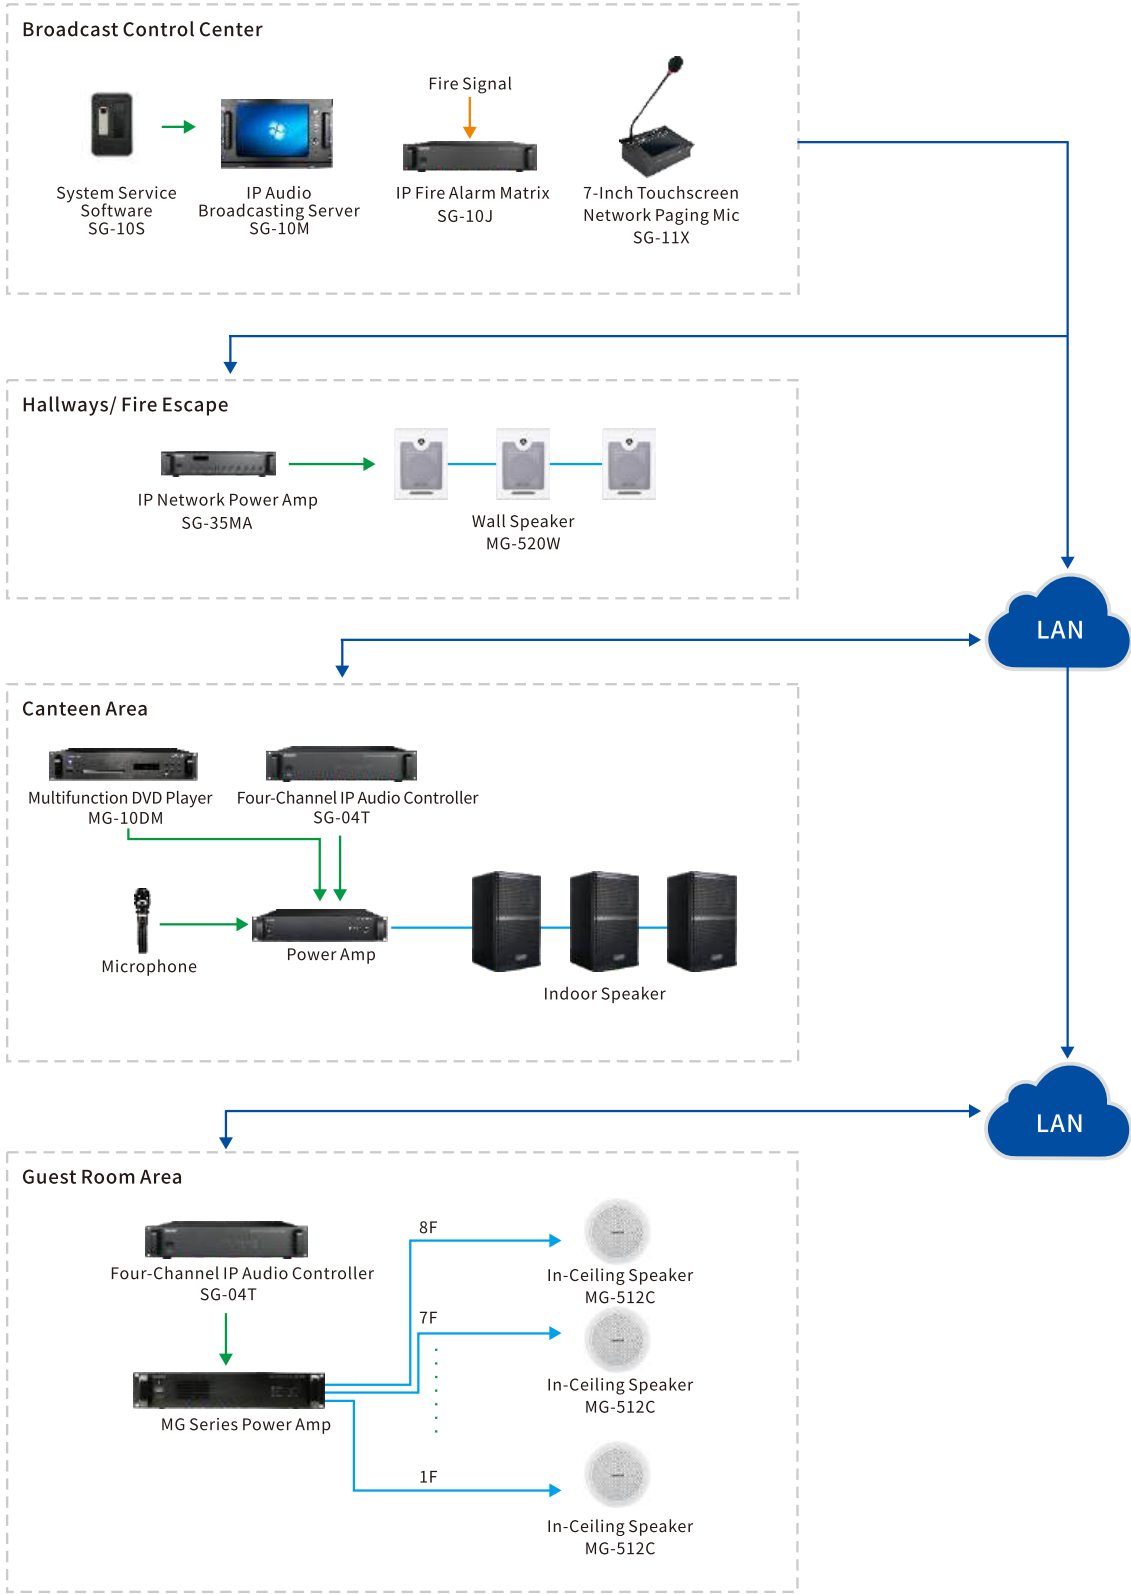 Broadcast Control Center
Fire Signal
System Service
Software
SG-10S
IP Audio
Broadcasting Server
SG-10M
IP Fire Alarm Matrix
SG-10J
7-Inch Touchscreen
Network Paging Mic
SG-11X
Hallways/ Fire Escape
IP Network Power Amp
SG-35MA
Wall Speaker
MG-520W
LAN
Canteen Area
Multifunction DVD Player
MG-10DM
Four-Channel IP Audio Controller
SG-04T
Microphone
Power Amp
Indoor Speaker
LAN
Guest Room Area
Four-Channel IP Audio Controller
SG-04T
MG Series Power Amp
8F
In-Ceiling Speaker
MG-512C
7F
In-Ceiling Speaker
MG-512C
1F
In-Ceiling Speaker
MG-512C